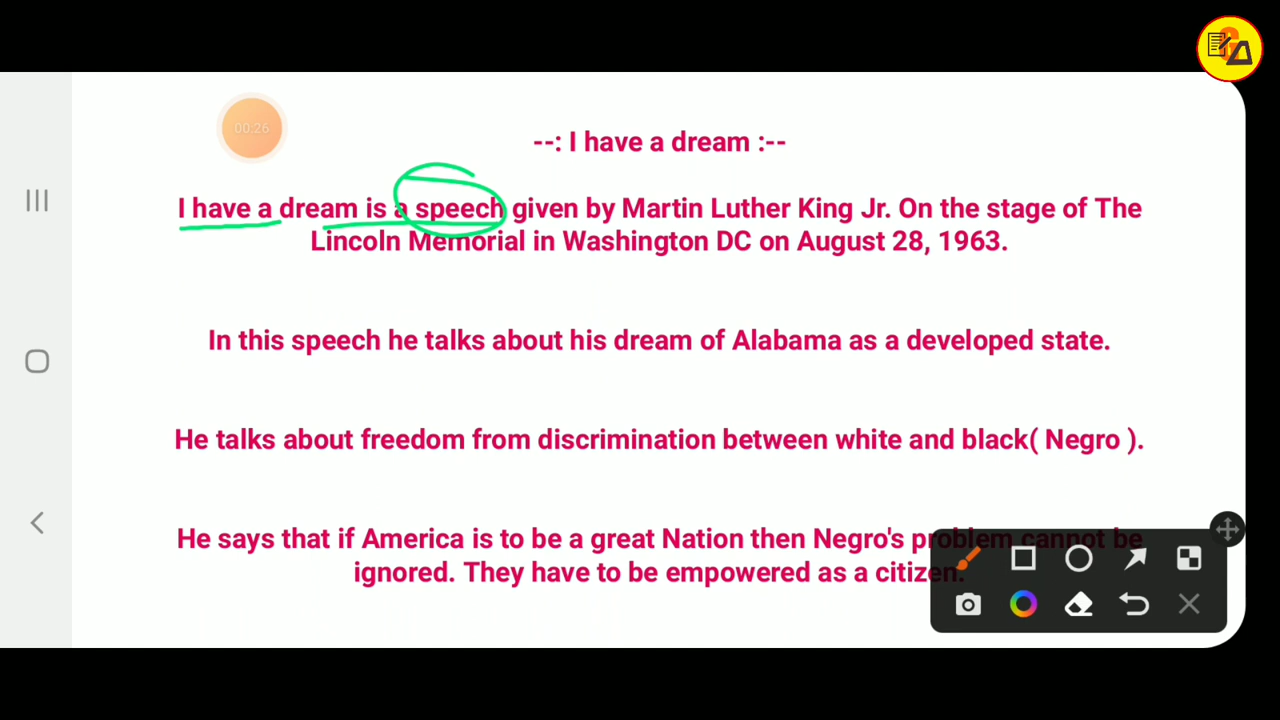 00:26
--: I have a dream :--
I have a dream is a speech given by Martin Luther King Jr. On the stage of The
Lincoln Memorial in Washington DC on August 28, 1963.
In this speech he talks about his dream of Alabama as a developed state.
He talks about freedom from discrimination between white and black( Negro ).
He says that if America is to be a great Nation then Negro's problem cannot be
ignored. They have to be empowered as a citizen.